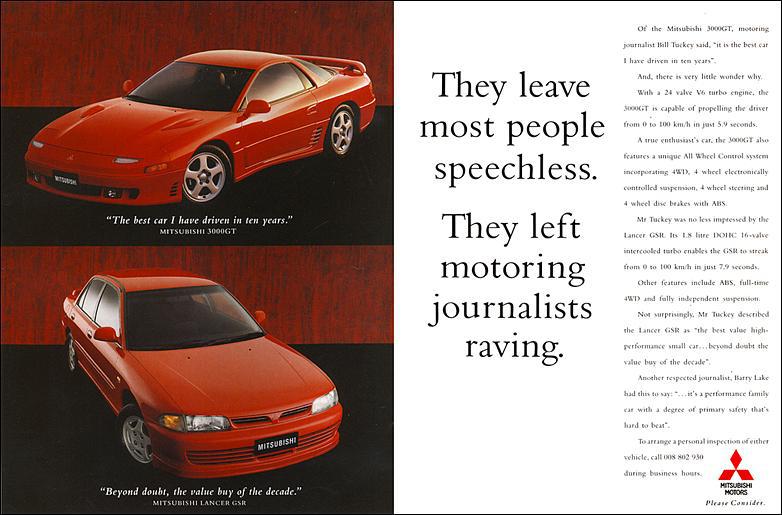 MITSUBISHI
"The best car I have driven in ten years."
MITSUBISHI 3000GT
MITSUBISHI
"Beyond doubt, the value buy of the decade."
MITSUBISHI LANCER GSR
They leave
most people
speechless.
They left
motoring
journalists
raving.
Of the Mitsubishi 3000GT, motoring
journalist Bill Tuckey said, "it is the best car
I have driven in ten years".
And, there is very little wonder why.
With a 24 valve V6 turbo engine, the
3000GT is capable of propelling the driver
from 0 to 100 km/h in just 5.9 seconds.
A true enthusiast's car, the 3000GT also
features a unique All Wheel Control system
incorporating 4WD, 4 wheel electronically
controlled suspension, 4 wheel steering and
4 wheel disc brakes with ABS.
Mr Tuckey was no less impressed by the
Lancer GSR. Its 1.8 litre DOHC 16-valve
intercooled turbo enables the GSR to streak
from 0 to 100 km/h in just 7.9 seconds.
Other features include ABS, full-time
4WD and fully independent suspension.
Not surprisingly, Mr Tuckey described
the Lancer GSR as "the best value high-
performance small car...beyond doubt the
value buy of the decade".
Another respected journalist, Barry Lake
had this to say: "...it's a performance family
car with a degree of primary safety that's
hard to beat".
To arrange a personal inspection of either
vehicle, call 008 802 930
during business hours.
MITSUBISHI
MOTORS
Please Consider.